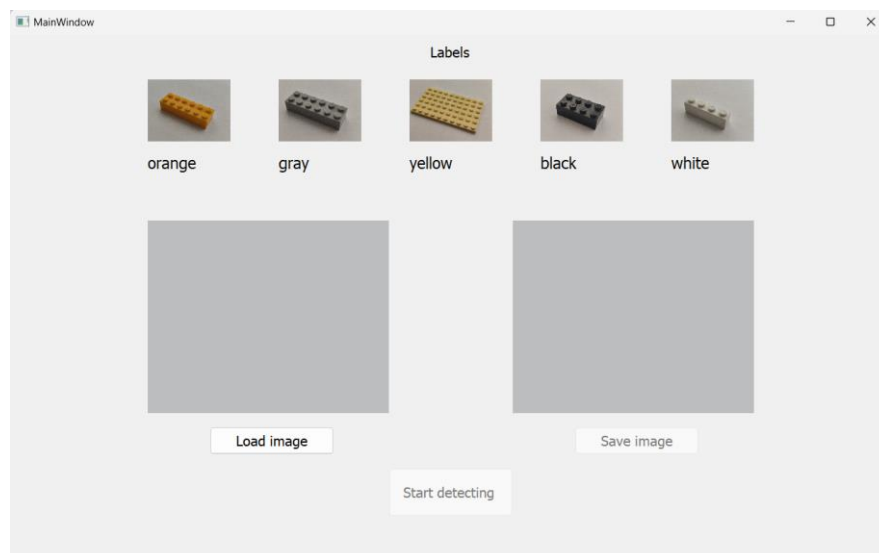 MainWindow
Labels
orange gray yellow black white
Load image Save image
Start detecting